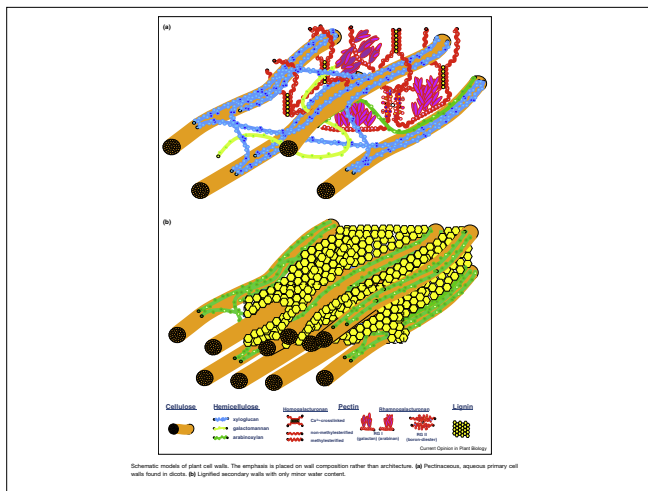 (a)
(b)
Cellulose Hemicellulose Pectin Lignin
Homogalacturonan Rhamnogalacturonan
xyloglucan
galactomannan
arabinoxylan
Ca²⁺-crosslinked
non-methylesterified
methylesterified
RG I
(galactan) (arabinan)
RG II
(boron-diester)
Current Opinion in Plant Biology
Schematic models of plant cell walls. The emphasis is placed on wall composition rather than architecture. (a) Pectinaceous, aqueous primary cell
walls found in dicots. (b) Lignified secondary walls with only minor water content.